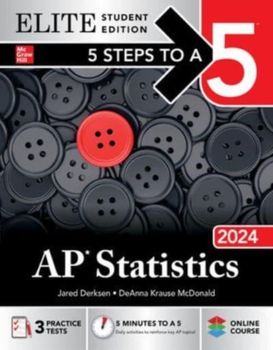 ELITE STUDENT EDITION
Mc Graw Hill
5 STEPS TO A 5™
2024
AP* Statistics
Jared Derksen • DeAnna Krause McDonald
3 PRACTICE TESTS
5 MINUTES TO A 5
Daily activities to reinforce key AP topics!
ONLINE COURSE